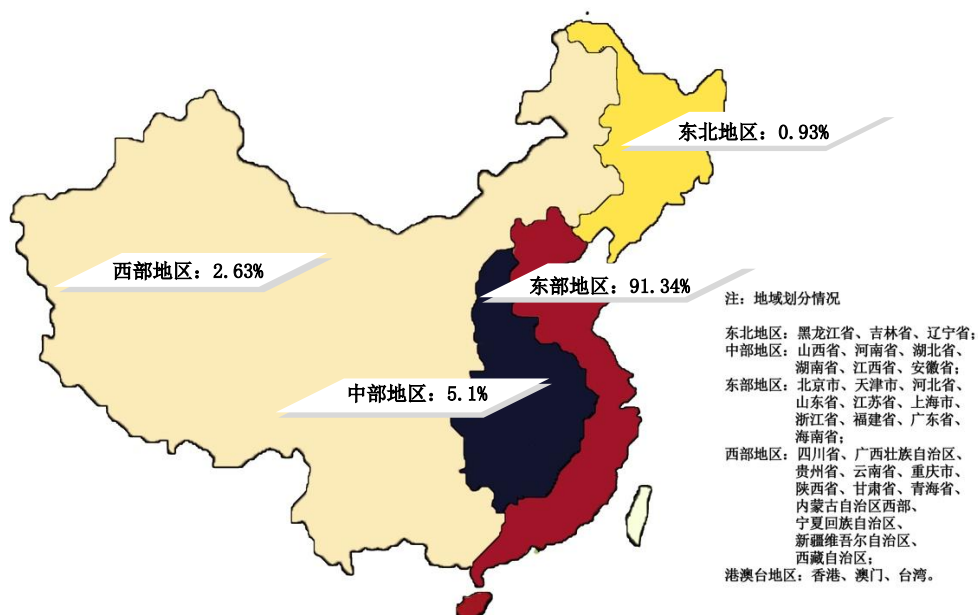 东北地区：0.93%
西部地区：2.63%
东部地区：91.34%
中部地区：5.1%
注：地域划分情况
东北地区：黑龙江省、吉林省、辽宁省；
中部地区：山西省、河南省、湖北省、
湖南省、江西省、安徽省；
东部地区：北京市、天津市、河北省、
山东省、江苏省、上海市、
浙江省、福建省、广东省、
海南省；
西部地区：四川省、广西壮族自治区、
贵州省、云南省、重庆市、
陕西省、甘肃省、青海省、
内蒙古自治区西部、
宁夏回族自治区、
新疆维吾尔自治区、
西藏自治区；
港澳台地区：香港、澳门、台湾。